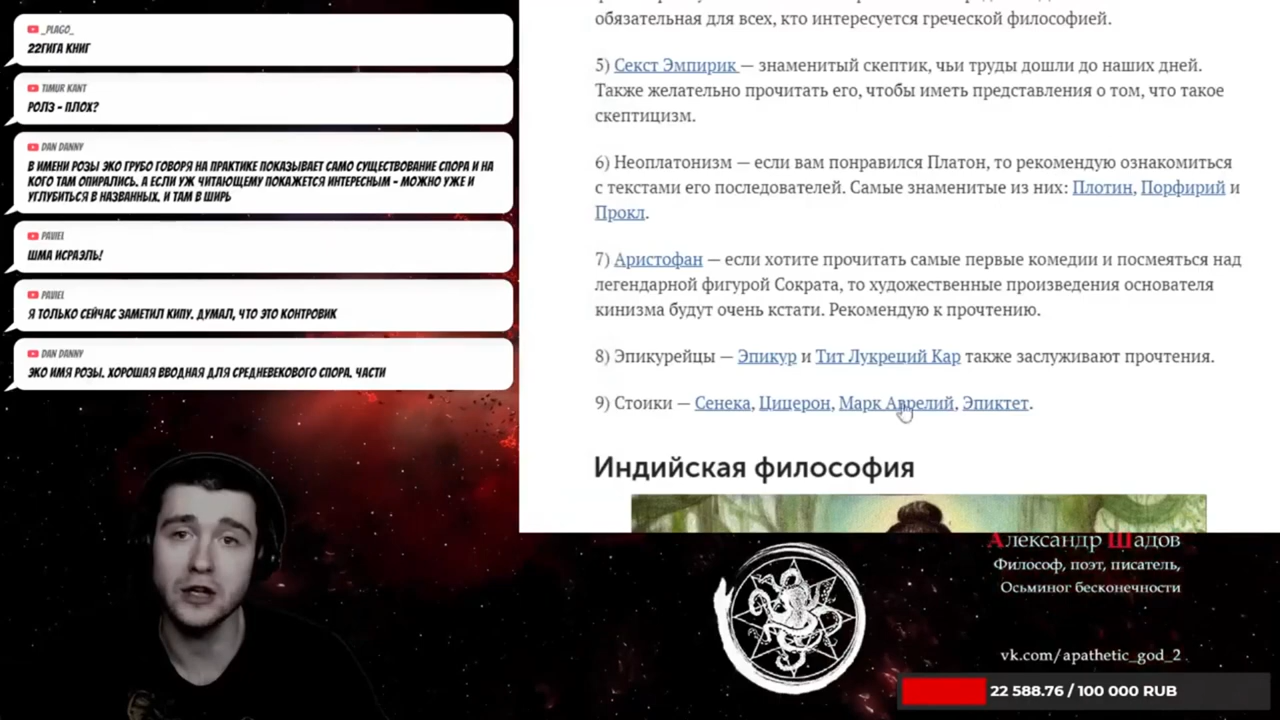 _PLAGO_
22ГИГА КНИГ
TIMUR KANT
РОЛЗ - ПЛОХ?
DAN DANNY
В ИМЕНИ РОЗЫ ЭКО ГРУБО ГОВОРЯ НА ПРАКТИКЕ ПОКАЗЫВАЕТ САМО СУЩЕСТВОВАНИЕ СПОРА И НА
КОГО ТАМ ОПИРАЛИСЬ. А ЕСЛИ УЖ ЧИТАЮЩЕМУ ПОКАЖЕТСЯ ИНТЕРЕСНЫМ - МОЖНО УЖЕ И
УГЛУБИТЬСЯ В НАЗВАННЫХ. И ТАМ В ШИРЬ
PAVIEL
ШМА ИСРАЭЛЬ!
PAVIEL
Я ТОЛЬКО СЕЙЧАС ЗАМЕТИЛ КИПУ. ДУМАЛ, ЧТО ЭТО КОНТРОВИК
DAN DANNY
ЭКО ИМЯ РОЗЫ. ХОРОШАЯ ВВОДНАЯ ДЛЯ СРЕДНЕВЕКОВОГО СПОРА. ЧАСТИ
обязательная для всех, кто интересуется греческой философией.
5) Секст Эмпирик — знаменитый скептик, чьи труды дошли до наших дней.
Также желательно прочитать его, чтобы иметь представления о том, что такое
скептицизм.
6) Неоплатонизм — если вам понравился Платон, то рекомендую ознакомиться
с текстами его последователей. Самые знаменитые из них: Плотин, Порфирий и
Прокл.
7) Аристофан — если хотите прочитать самые первые комедии и посмеяться над
легендарной фигурой Сократа, то художественные произведения основателя
кинизма будут очень кстати. Рекомендую к прочтению.
8) Эпикурейцы — Эпикур и Тит Лукреций Кар также заслуживают прочтения.
9) Стоики — Сенека, Цицерон, Марк Аврелий, Эпиктет.
Индийская философия
Александр Шадов
Философ, поэт, писатель,
Осьминог бесконечности
vk.com/apathetic_god_2
22 588.76 / 100 000 RUB